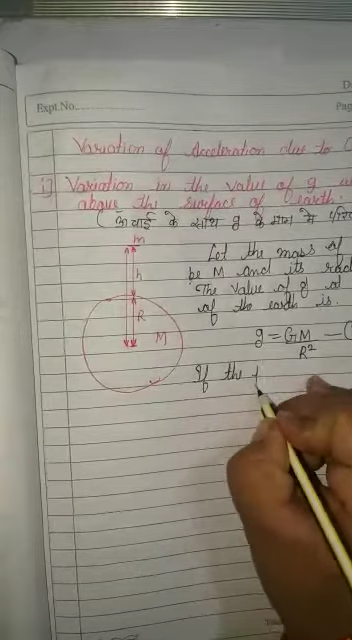 Expt. No.
Variation of Acceleration due to
i) Variation in the value of g
above the surface of earth.
(ऊंचाई के साथ g के मान में
m
h
R
M
Let the mass of
be M and its
The value of g
of the earth is.
g = GM/R²
If the